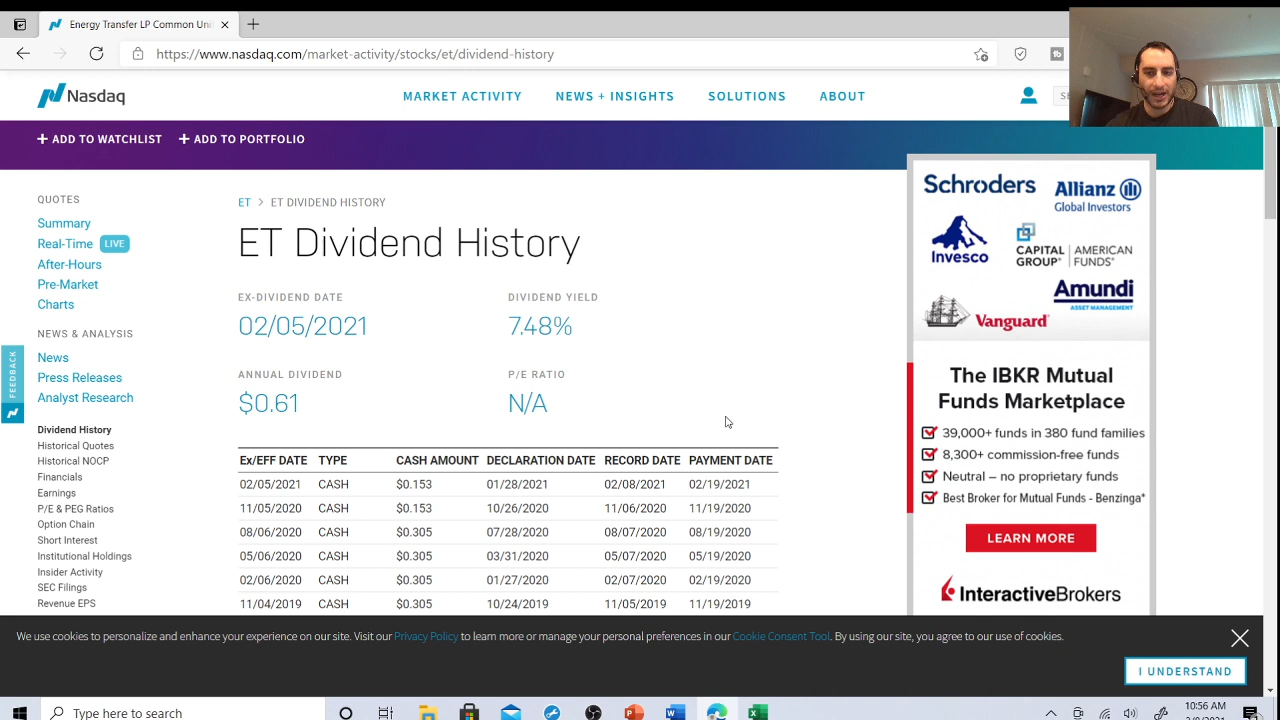 Energy Transfer LP Common Uni
https://www.nasdaq.com/market-activity/stocks/et/dividend-history
Nasdaq
MARKET ACTIVITY
NEWS + INSIGHTS
SOLUTIONS
ABOUT
+ ADD TO WATCHLIST
+ ADD TO PORTFOLIO
QUOTES
Summary
Real-Time LIVE
After-Hours
Pre-Market
Charts
NEWS & ANALYSIS
News
Press Releases
Analyst Research
FEEDBACK
Dividend History
Historical Quotes
Historical NOCP
Financials
Earnings
P/E & PEG Ratios
Option Chain
Short Interest
Institutional Holdings
Insider Activity
SEC Filings
Revenue EPS
ET > ET DIVIDEND HISTORY
ET Dividend History
EX-DIVIDEND DATE
02/05/2021
DIVIDEND YIELD
7.48%
ANNUAL DIVIDEND
$0.61
P/E RATIO
N/A
Ex/EFF DATE TYPE CASH AMOUNT DECLARATION DATE RECORD DATE PAYMENT DATE
02/05/2021 CASH $0.153 01/28/2021 02/08/2021 02/19/2021
11/05/2020 CASH $0.153 10/26/2020 11/06/2020 11/19/2020
08/06/2020 CASH $0.305 07/28/2020 08/07/2020 08/19/2020
05/06/2020 CASH $0.305 03/31/2020 05/07/2020 05/19/2020
02/06/2020 CASH $0.305 01/27/2020 02/07/2020 02/19/2020
11/04/2019 CASH $0.305 10/24/2019 11/05/2019 11/19/2019
Schroders
Allianz
Global Investors
Invesco
CAPITAL GROUP® AMERICAN FUNDS®
Amundi
ASSET MANAGEMENT
Vanguard
The IBKR Mutual
Funds Marketplace
39,000+ funds in 380 fund families
8,300+ commission-free funds
Neutral – no proprietary funds
Best Broker for Mutual Funds - Benzinga*
LEARN MORE
InteractiveBrokers
We use cookies to personalize and enhance your experience on our site. Visit our Privacy Policy to learn more or manage your personal preferences in our Cookie Consent Tool. By using our site, you agree to our use of cookies.
I UNDERSTAND
Type here to search
10:56 AM